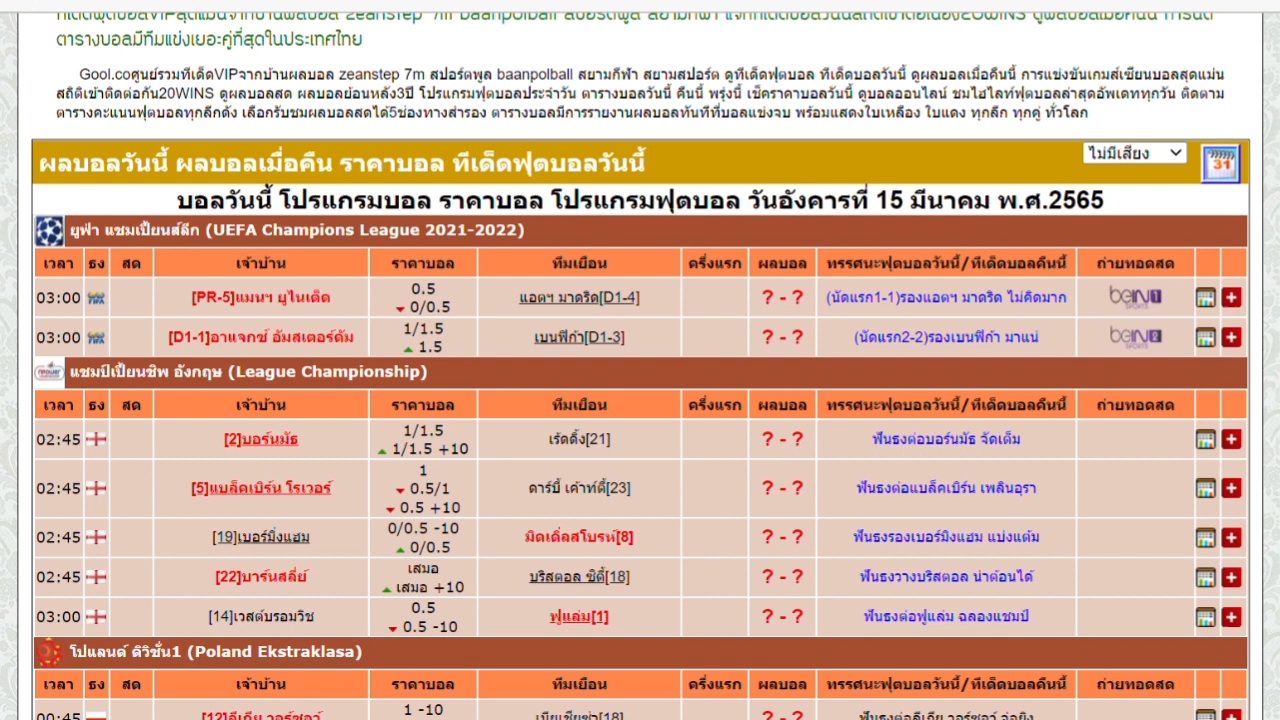 ตารางบอลมีทีมแข่งเยอะคู่ที่สุดในประเทศไทย
Gool.coศูนย์รวมทีเด็ดVIPจากบ้านผลบอล zeanstep 7m สปอร์ตพูล baanpolball สยามกีฬา สยามสปอร์ต ดูทีเด็ดฟุตบอล ทีเด็ดบอลวันนี้ ดูผลบอลเมื่อคืนนี้ การแข่งขันเกมส์เซียนบอลสุดแม่น
สถิติเข้าติดต่อกัน20WINS ดูผลบอลสด ผลบอลย้อนหลัง3ปี โปรแกรมฟุตบอลประจำวัน ตารางบอลวันนี้ คืนนี้ พรุ่งนี้ เช็คราคาบอลวันนี้ ดูบอลออนไลน์ ชมไฮไลท์ฟุตบอลล่าสุดอัพเดททุกวัน ติดตาม
ตารางคะแนนฟุตบอลทุกลีกดัง เลือกรับชมผลบอลสดได้5ช่องทางสำรอง ตารางบอลมีการรายงานผลบอลทันทีที่บอลแข่งจบ พร้อมแสดงใบเหลือง ใบแดง ทุกลีก ทุกคู่ ทั่วโลก
ผลบอลวันนี้ ผลบอลเมื่อคืน ราคาบอล ทีเด็ดฟุตบอลวันนี้ ไม่มีเสียง 31
บอลวันนี้ โปรแกรมบอล ราคาบอล โปรแกรมฟุตบอล วันอังคารที่ 15 มีนาคม พ.ศ.2565
ยูฟ่า แชมเปี้ยนส์ลีก (UEFA Champions League 2021-2022)
เวลา ธง สด เจ้าบ้าน ราคาบอล ทีมเยือน ครึ่งแรก ผลบอล ทรรศนะฟุตบอลวันนี้/ทีเด็ดบอลคืนนี้ ถ่ายทอดสด
03:00 [PR-5]แมนฯ ยูไนเต็ด 0.5 แอตฯ มาดริด[D1-4] ? - ? (นัดแรก1-1)รองแอตฯ มาดริด ไม่คิดมาก beIN 1 SPORTS
0/0.5
03:00 [D1-1]อาแจกซ์ อัมสเตอร์ดัม 1/1.5 เบนฟิก้า[D1-3] ? - ? (นัดแรก2-2)รองเบนฟิก้า มาแน่ beIN 2 SPORTS
1.5
แชมป์เปี้ยนชิพ อังกฤษ (League Championship)
เวลา ธง สด เจ้าบ้าน ราคาบอล ทีมเยือน ครึ่งแรก ผลบอล ทรรศนะฟุตบอลวันนี้/ทีเด็ดบอลคืนนี้ ถ่ายทอดสด
02:45 [2]บอร์นมัธ 1/1.5 เร้ดดิ้ง[21] ? - ? ฟันธงต่อบอร์นมัธ จัดเต็ม
1/1.5 +10
02:45 [5]แบล็คเบิร์น โรเวอร์ 1 ดาร์บี้ เค้าท์ตี้[23] ? - ? ฟันธงต่อแบล็คเบิร์น เพลินอุรา
0.5/1
0.5 +10
02:45 [19]เบอร์มิ่งแฮม 0/0.5 -10 มิดเดิ่ลสโบรห์[8] ? - ? ฟันธงรองเบอร์มิงแฮม แบ่งแต้ม
0/0.5
02:45 [22]บาร์นสลี่ย์ เสมอ บริสตอล ซิตี้[18] ? - ? ฟันธงวางบริสตอล น่าต้อนได้
เสมอ +10
03:00 [14]เวสต์บรอมวิช 0.5 ฟูแล่ม[1] ? - ? ฟันธงต่อฟูแล่ม ฉลองแชมป์
0.5 -10
โปแลนด์ ดิวิชั่น1 (Poland Ekstraklasa)
เวลา ธง สด เจ้าบ้าน ราคาบอล ทีมเยือน ครึ่งแรก ผลบอล ทรรศนะฟุตบอลวันนี้/ทีเด็ดบอลคืนนี้ ถ่ายทอดสด
00:45 1 -10 ? - ?